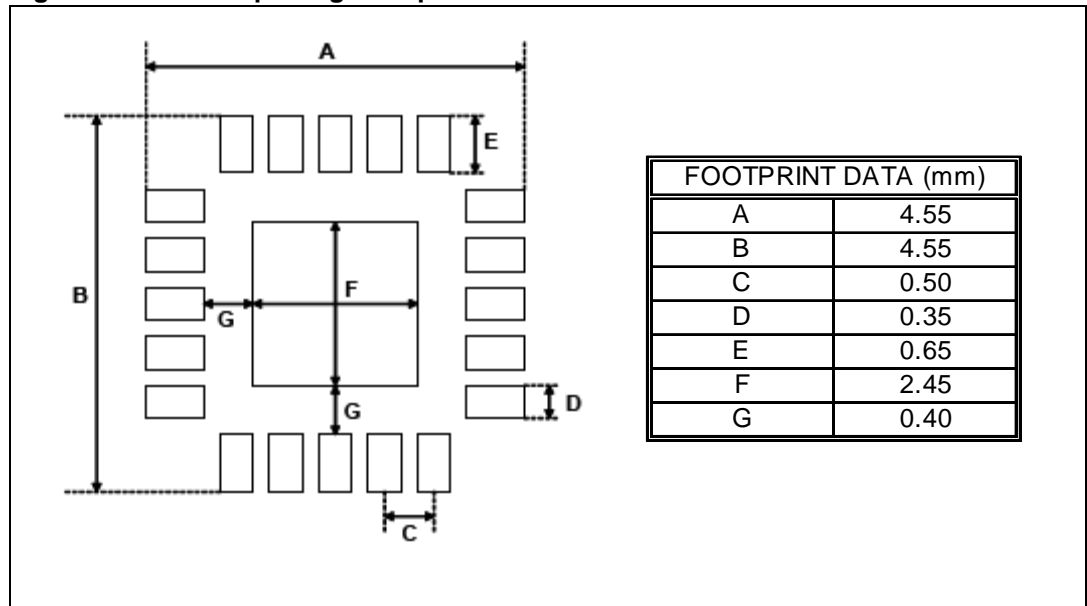 A
E
B
F
G
G
D
C
FOOTPRINT DATA (mm)
A 4.55
B 4.55
C 0.50
D 0.35
E 0.65
F 2.45
G 0.40